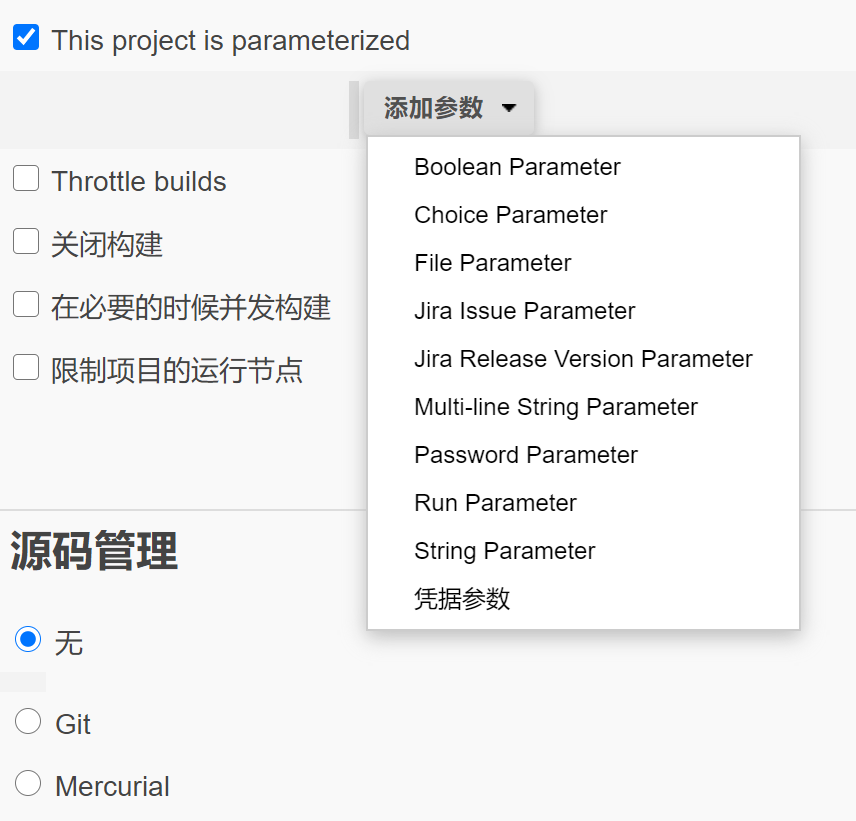 This project is parameterized
添加参数
Boolean Parameter
Choice Parameter
File Parameter
Jira Issue Parameter
Jira Release Version Parameter
Multi-line String Parameter
Password Parameter
Run Parameter
String Parameter
凭据参数
Throttle builds
关闭构建
在必要的时候并发构建
限制项目的运行节点
源码管理
无
Git
Mercurial